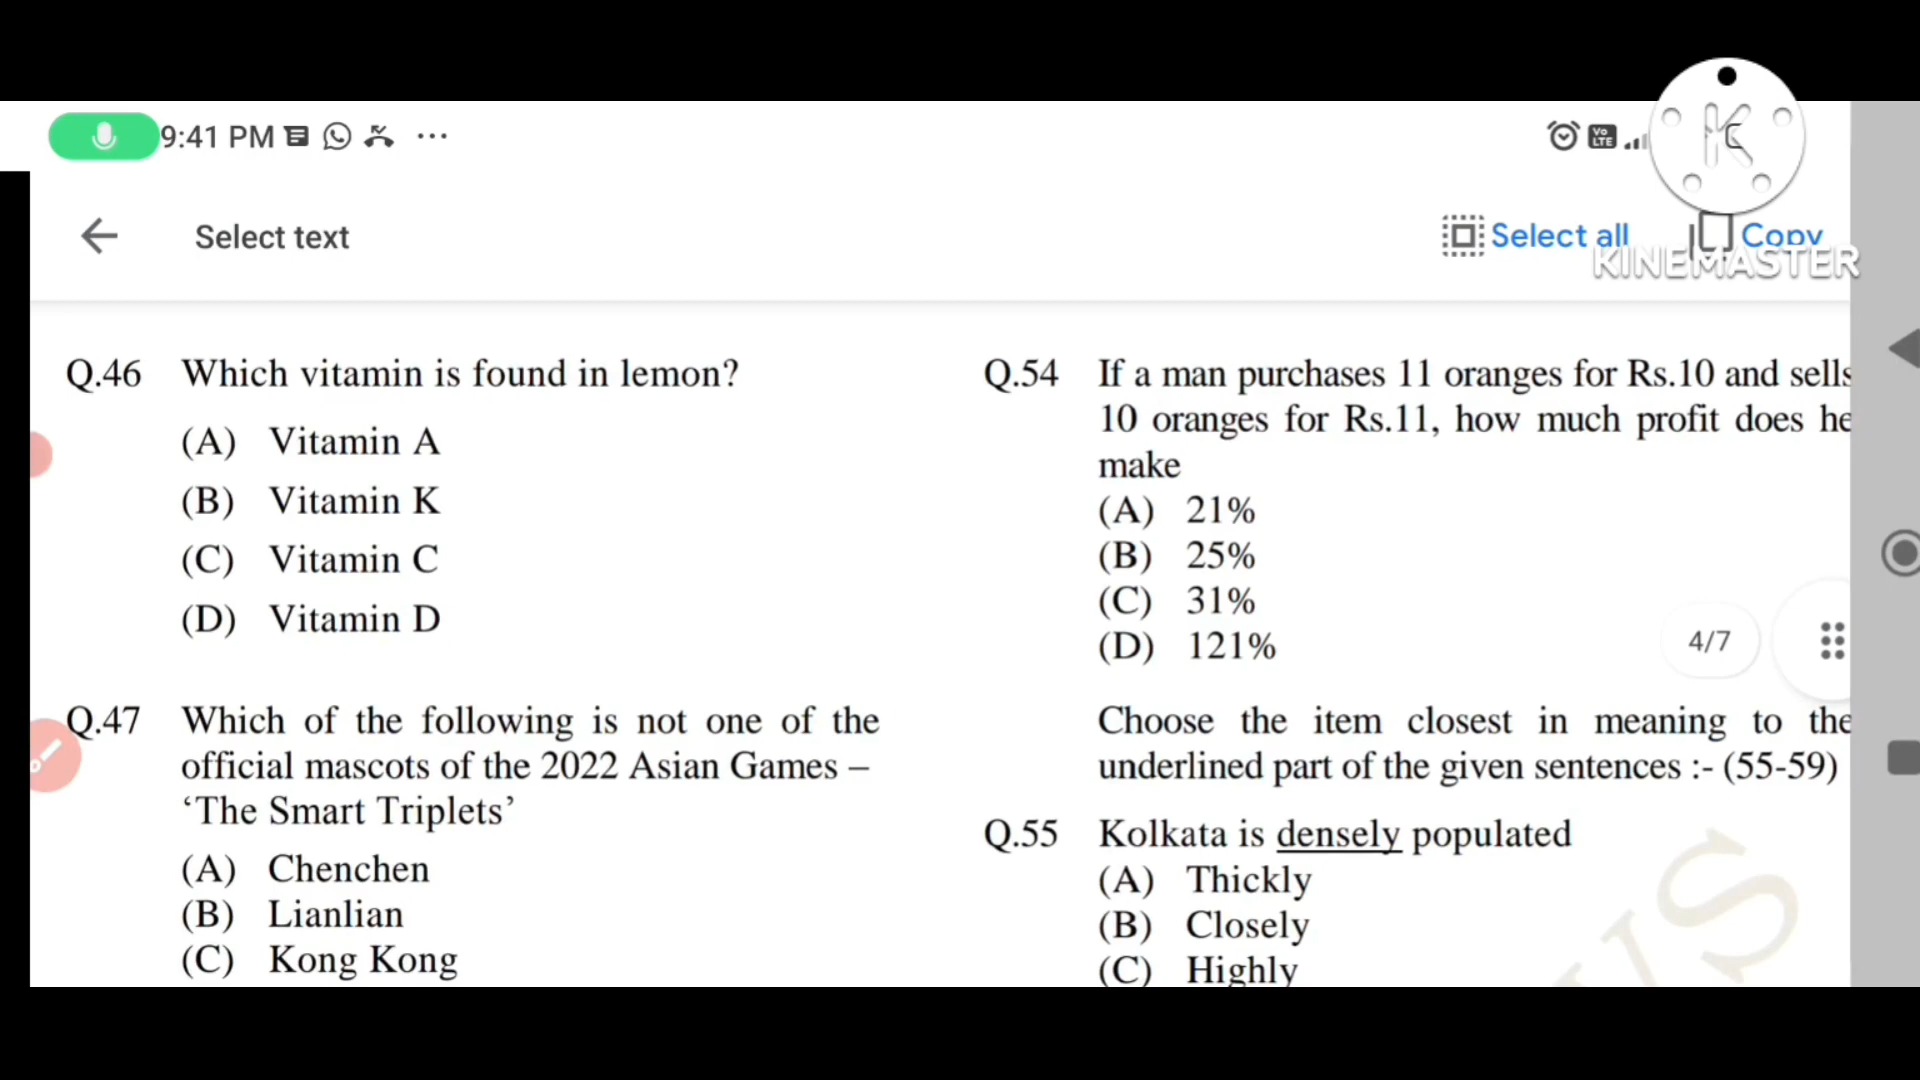 9:41 PM
Vo LTE
Select text
Select all
Copy
KINEMASTER
Q.46 Which vitamin is found in lemon?
(A) Vitamin A
(B) Vitamin K
(C) Vitamin C
(D) Vitamin D
Q.47 Which of the following is not one of the
official mascots of the 2022 Asian Games –
‘The Smart Triplets’
(A) Chenchen
(B) Lianlian
(C) Kong Kong
Q.54 If a man purchases 11 oranges for Rs.10 and sells
10 oranges for Rs.11, how much profit does he
make
(A) 21%
(B) 25%
(C) 31%
(D) 121%
4/7
Choose the item closest in meaning to the
underlined part of the given sentences :- (55-59)
Q.55 Kolkata is densely populated
(A) Thickly
(B) Closely
(C) Highly